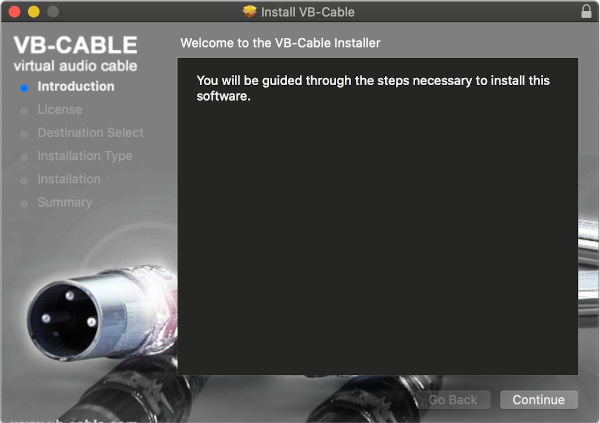 Install VB-Cable
VB-CABLE
virtual audio cable
Welcome to the VB-Cable Installer
Introduction
License
Destination Select
Installation Type
Installation
Summary
You will be guided through the steps necessary to install this
software.
Go Back
Continue